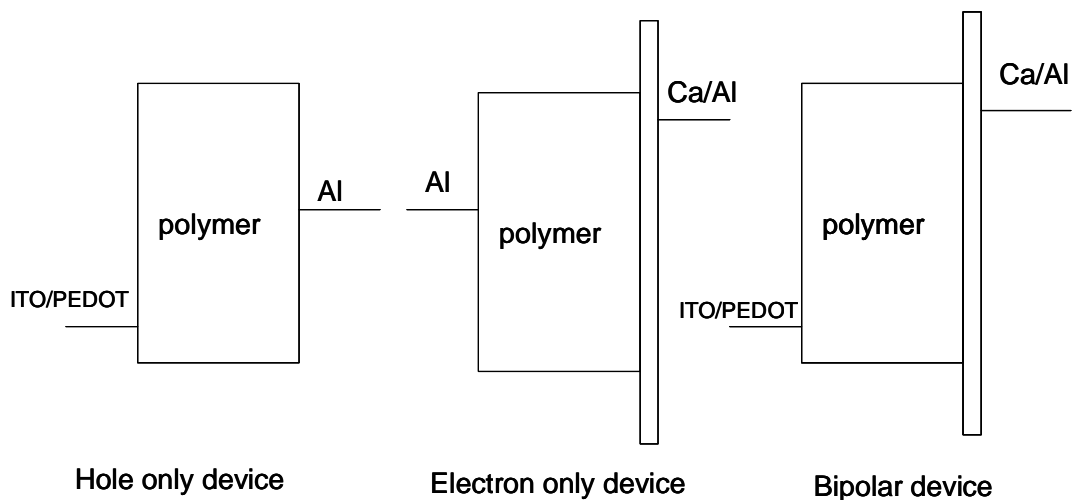 Ca/Al
Ca/Al
Al
Al
polymer
polymer
polymer
ITO/PEDOT
ITO/PEDOT
Hole only device
Electron only device
Bipolar device